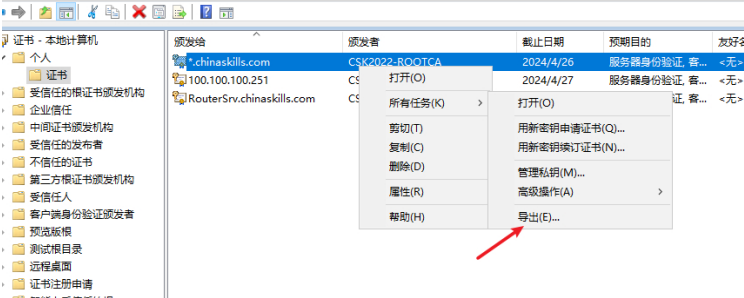 证书 - 本地计算机
个人
证书
受信任的根证书颁发机构
企业信任
中间证书颁发机构
受信任的发布者
不信任的证书
第三方根证书颁发机构
受信任人
客户端身份验证颁发者
预览版根
测试根目录
远程桌面
证书注册申请
颁发给 颁发者 截止日期 预期目的 友好名
*.chinaskills.com CSK2022-ROOTCA 2024/4/26 服务器身份验证, 客... <无>
100.100.100.251 2024/4/27 服务器身份验证, 客... <无>
RouterSrv.chinaskills.com 服务器身份验证, 客... <无>
打开(O)
所有任务(K)
剪切(T)
复制(C)
删除(D)
属性(R)
帮助(H)
打开(O)
用新密钥申请证书(Q)...
用新密钥续订证书(N)...
管理私钥(M)...
高级操作(A)
导出(E)...